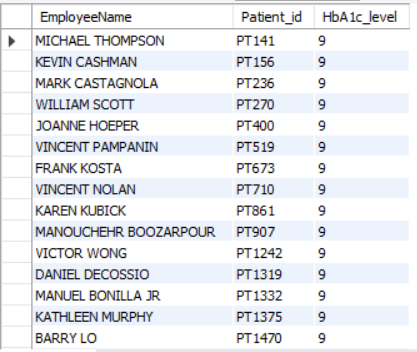 EmployeeName Patient_id HbA1c_level
MICHAEL THOMPSON PT141 9
KEVIN CASHMAN PT156 9
MARK CASTAGNOLA PT236 9
WILLIAM SCOTT PT270 9
JOANNE HOEPER PT400 9
VINCENT PAMPANIN PT519 9
FRANK KOSTA PT673 9
VINCENT NOLAN PT710 9
KAREN KUBICK PT861 9
MANOUCHEHR BOOZARPOUR PT907 9
VICTOR WONG PT1242 9
DANIEL DECOSSIO PT1319 9
MANUEL BONILLA JR PT1332 9
KATHLEEN MURPHY PT1375 9
BARRY LO PT1470 9